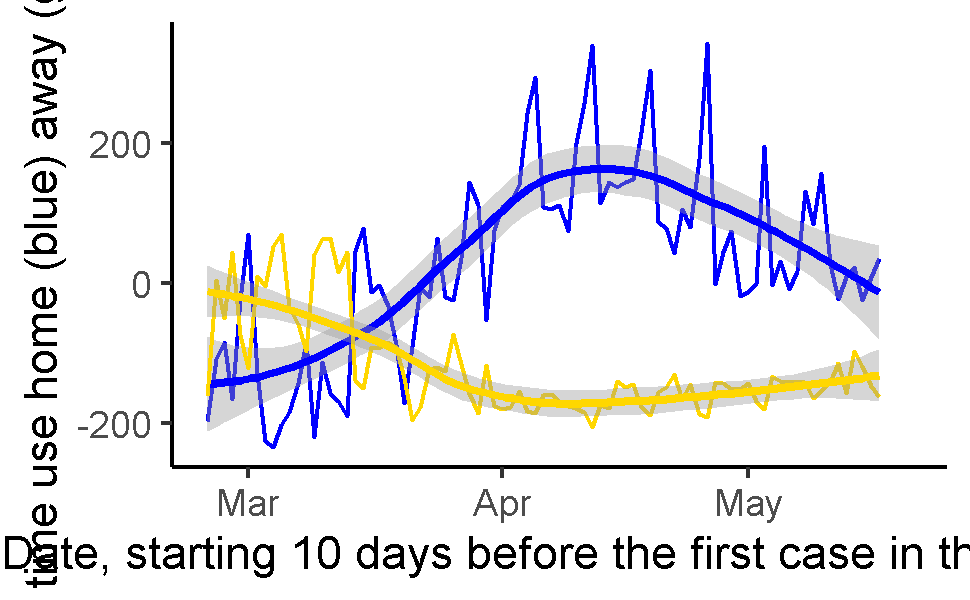 time use home (blue) away (
200
0
-200
Mar
Apr
May
Date, starting 10 days before the first case in th